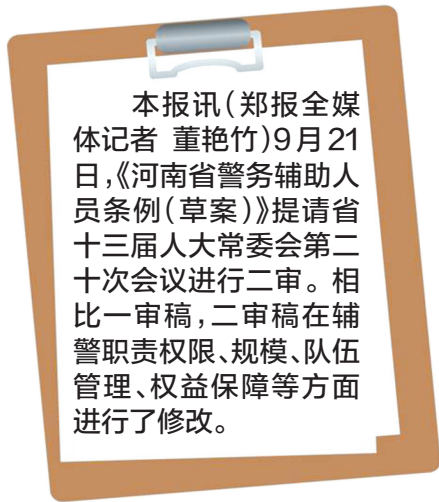 本报讯（郑报全媒
体记者 董艳竹）9月21
日，《河南省警务辅助人
员条例（草案）》提请省
十三届人大常委会第二
十次会议进行二审。相
比一审稿，二审稿在辅
警职责权限、规模、队伍
管理、权益保障等方面
进行了修改。